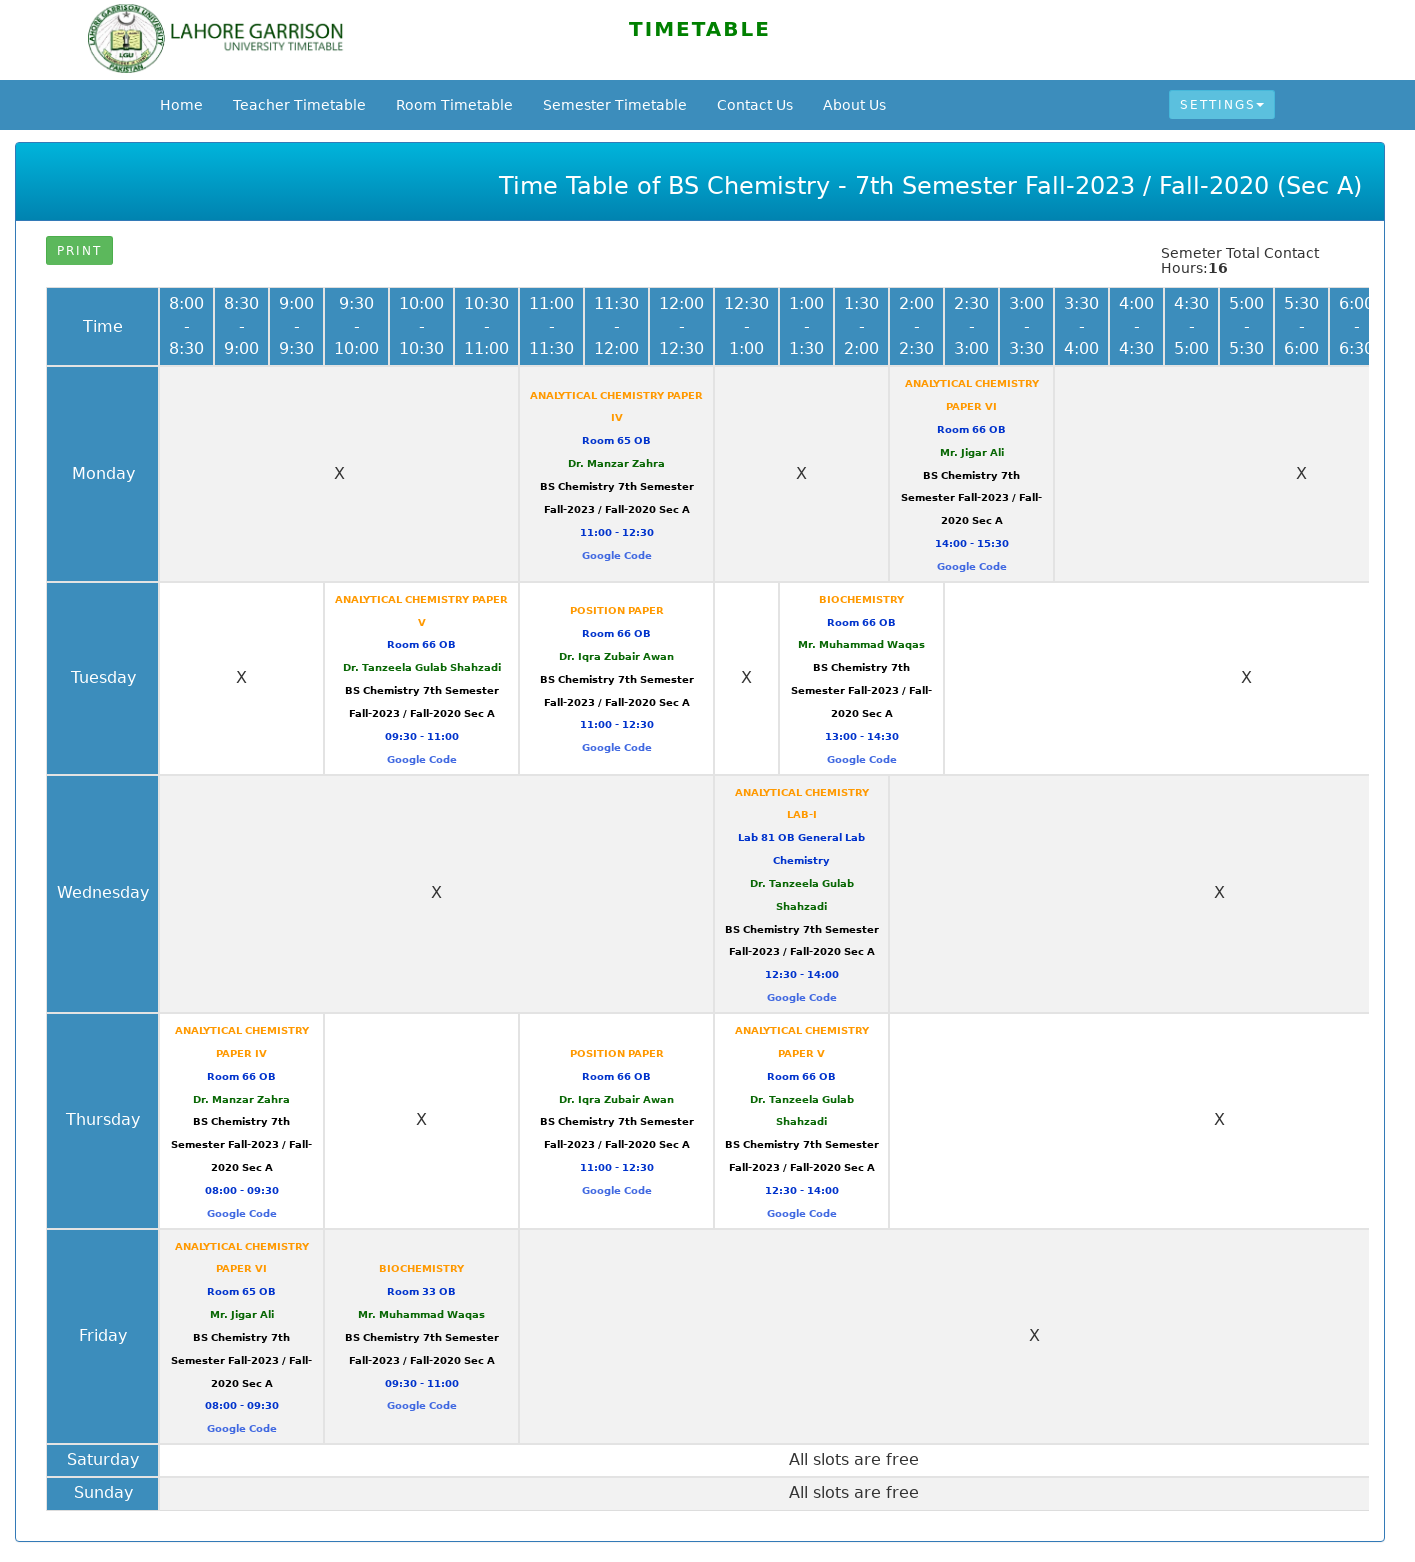 LAHORE GARRISON
UNIVERSITY TIMETABLE
TIMETABLE
Home Teacher Timetable Room Timetable Semester Timetable Contact Us About Us SETTINGS
Time Table of BS Chemistry - 7th Semester Fall-2023 / Fall-2020 (Sec A)
PRINT
Semeter Total Contact
Hours:16
Time
8:00 - 8:30
8:30 - 9:00
9:00 - 9:30
9:30 - 10:00
10:00 - 10:30
10:30 - 11:00
11:00 - 11:30
11:30 - 12:00
12:00 - 12:30
12:30 - 1:00
1:00 - 1:30
1:30 - 2:00
2:00 - 2:30
2:30 - 3:00
3:00 - 3:30
3:30 - 4:00
4:00 - 4:30
4:30 - 5:00
5:00 - 5:30
5:30 - 6:00
6:00 - 6:30
Monday
X
ANALYTICAL CHEMISTRY PAPER
IV
Room 65 OB
Dr. Manzar Zahra
BS Chemistry 7th Semester
Fall-2023 / Fall-2020 Sec A
11:00 - 12:30
Google Code
X
ANALYTICAL CHEMISTRY
PAPER VI
Room 66 OB
Mr. Jigar Ali
BS Chemistry 7th
Semester Fall-2023 / Fall-
2020 Sec A
14:00 - 15:30
Google Code
X
Tuesday
X
ANALYTICAL CHEMISTRY PAPER
V
Room 66 OB
Dr. Tanzeela Gulab Shahzadi
BS Chemistry 7th Semester
Fall-2023 / Fall-2020 Sec A
09:30 - 11:00
Google Code
POSITION PAPER
Room 66 OB
Dr. Iqra Zubair Awan
BS Chemistry 7th Semester
Fall-2023 / Fall-2020 Sec A
11:00 - 12:30
Google Code
X
BIOCHEMISTRY
Room 66 OB
Mr. Muhammad Waqas
BS Chemistry 7th
Semester Fall-2023 / Fall-
2020 Sec A
13:00 - 14:30
Google Code
X
Wednesday
X
ANALYTICAL CHEMISTRY
LAB-I
Lab 81 OB General Lab
Chemistry
Dr. Tanzeela Gulab
Shahzadi
BS Chemistry 7th Semester
Fall-2023 / Fall-2020 Sec A
12:30 - 14:00
Google Code
X
Thursday
ANALYTICAL CHEMISTRY
PAPER IV
Room 66 OB
Dr. Manzar Zahra
BS Chemistry 7th
Semester Fall-2023 / Fall-
2020 Sec A
08:00 - 09:30
Google Code
X
POSITION PAPER
Room 66 OB
Dr. Iqra Zubair Awan
BS Chemistry 7th Semester
Fall-2023 / Fall-2020 Sec A
11:00 - 12:30
Google Code
ANALYTICAL CHEMISTRY
PAPER V
Room 66 OB
Dr. Tanzeela Gulab
Shahzadi
BS Chemistry 7th Semester
Fall-2023 / Fall-2020 Sec A
12:30 - 14:00
Google Code
X
Friday
ANALYTICAL CHEMISTRY
PAPER VI
Room 65 OB
Mr. Jigar Ali
BS Chemistry 7th
Semester Fall-2023 / Fall-
2020 Sec A
08:00 - 09:30
Google Code
BIOCHEMISTRY
Room 33 OB
Mr. Muhammad Waqas
BS Chemistry 7th Semester
Fall-2023 / Fall-2020 Sec A
09:30 - 11:00
Google Code
X
Saturday
All slots are free
Sunday
All slots are free